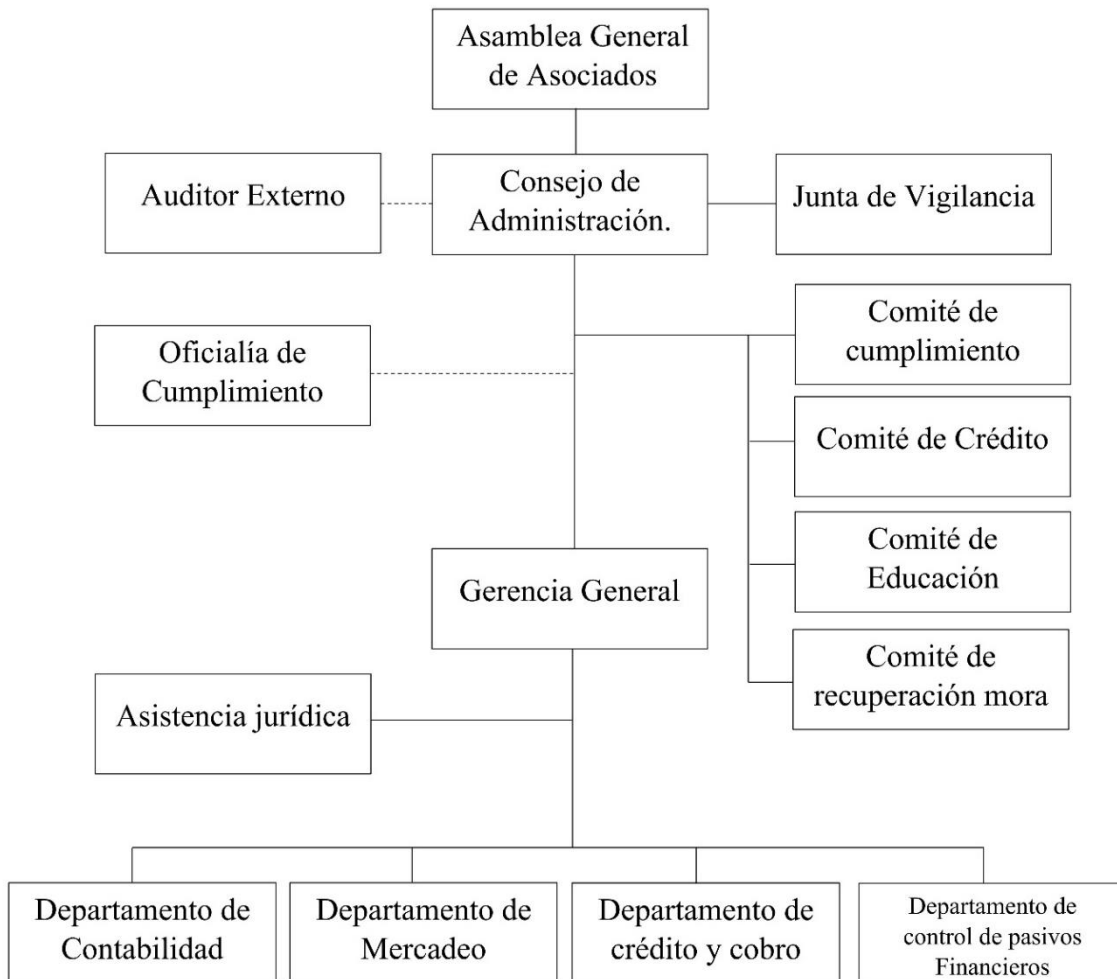 Asamblea General
de Asociados
Auditor Externo
Consejo de
Administración.
Junta de Vigilancia
Oficialía de
Cumplimiento
Comité de
cumplimiento
Comité de Crédito
Comité de
Educación
Gerencia General
Comité de
recuperación mora
Asistencia jurídica
Departamento de
Contabilidad
Departamento de
Mercadeo
Departamento de
crédito y cobro
Departamento de
control de pasivos
Financieros